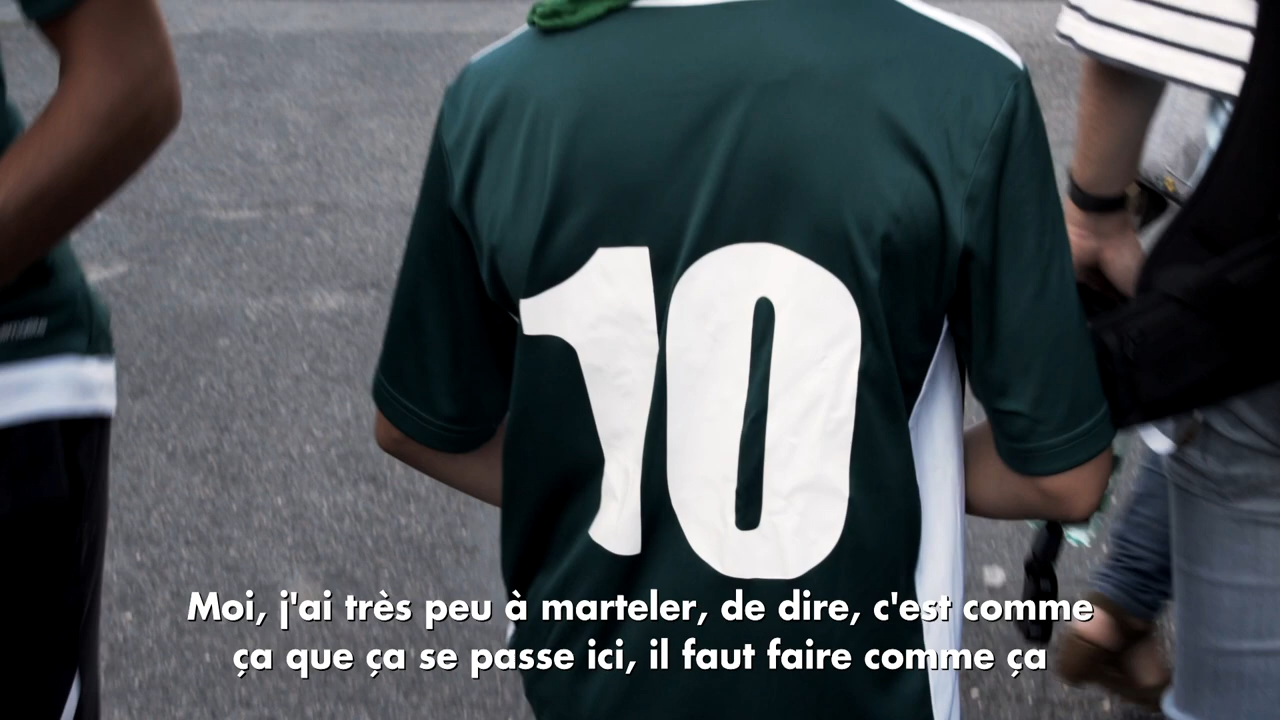 10
Moi, j'ai très peu à marteler, de dire, c'est comme
ça que ça se passe ici, il faut faire comme ça